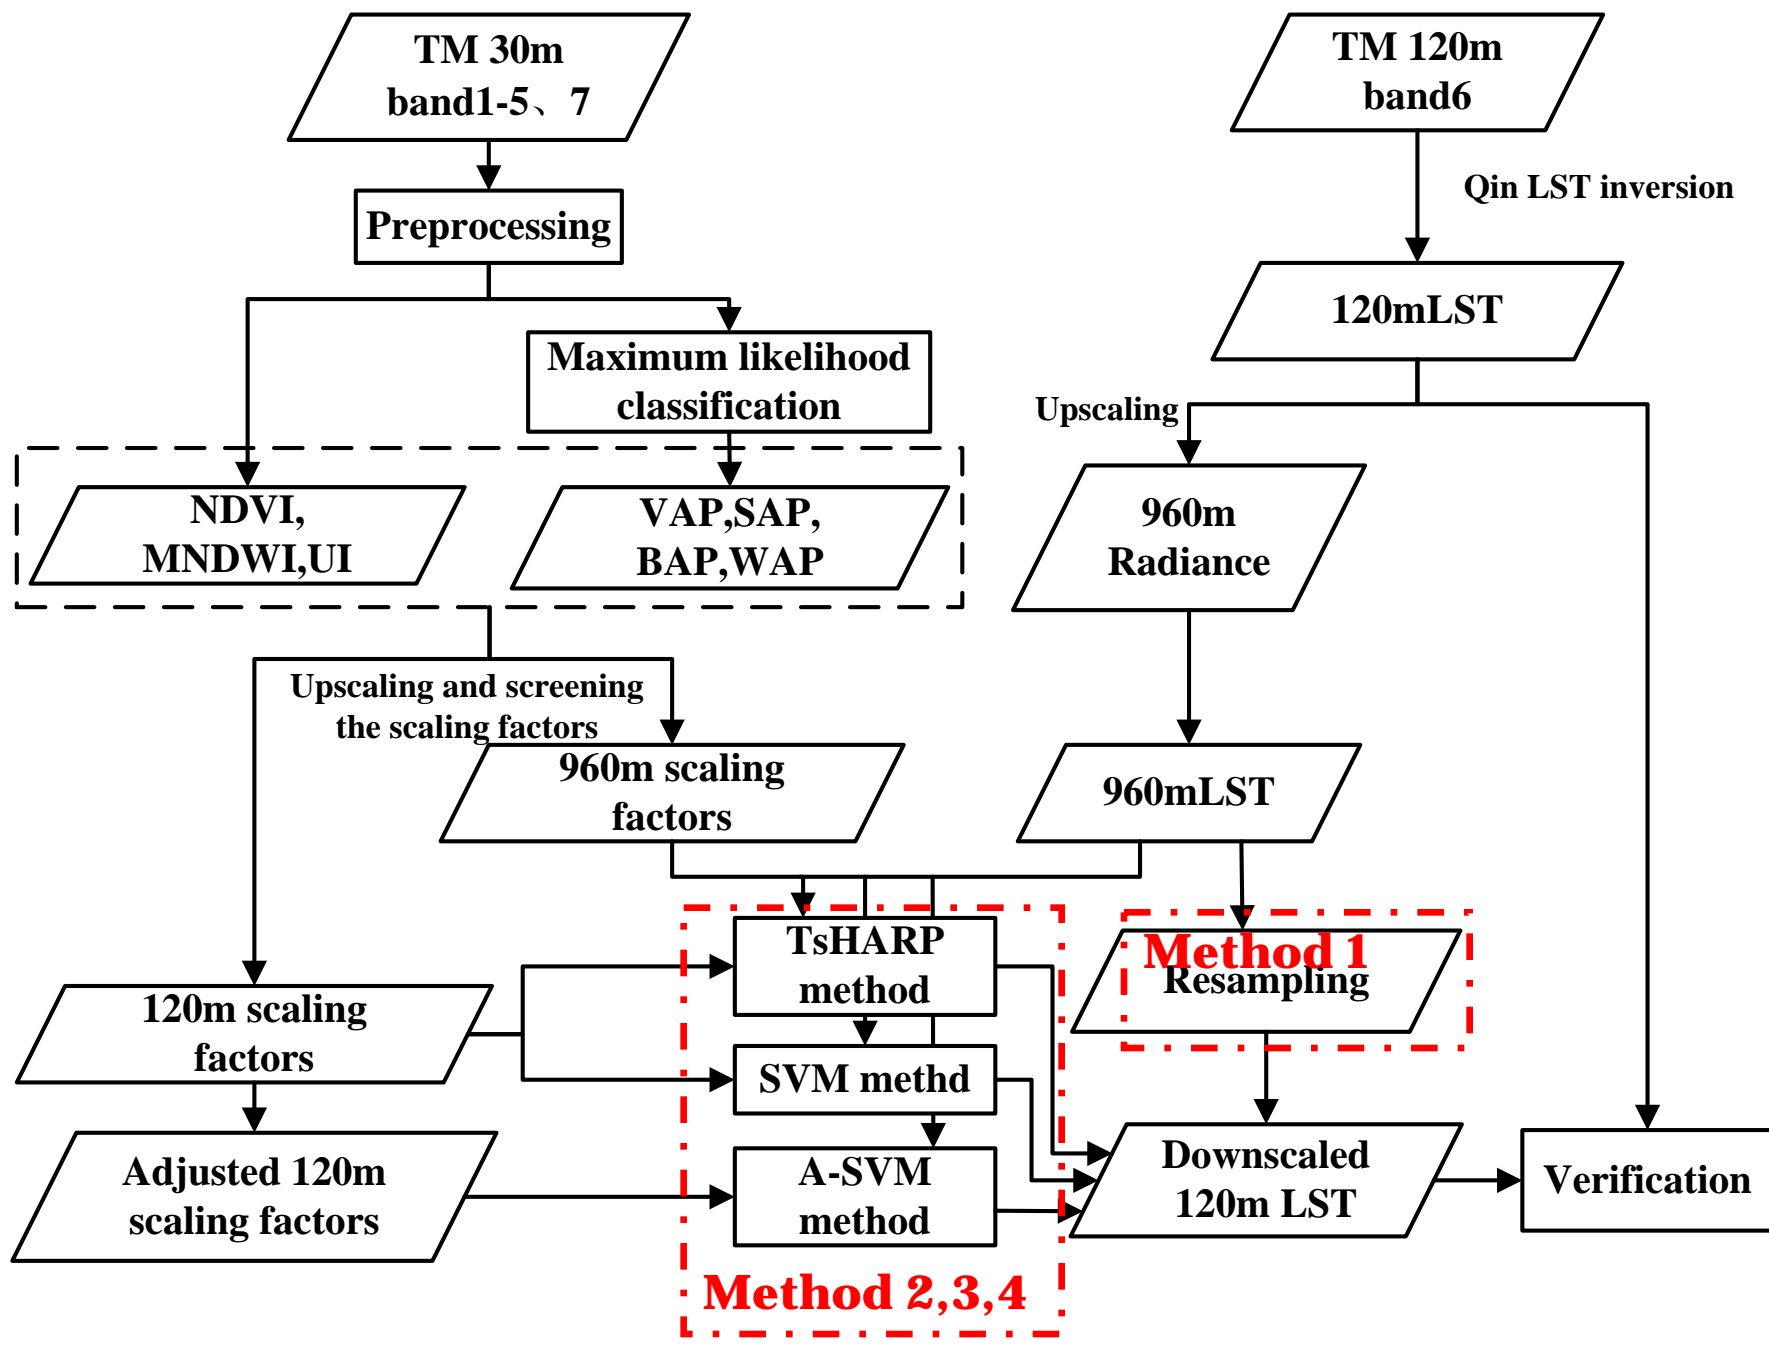 TM 30m
band1-5、7
TM 120m
band6
Qin LST inversion
Preprocessing
120mLST
Maximum likelihood
classification
Upscaling
NDVI,
MNDWI,UI
VAP,SAP,
BAP,WAP
960m
Radiance
Upscaling and screening
the scaling factors
960m scaling
factors
960mLST
TsHARP
method
Method 1
Resampling
120m scaling
factors
SVM methd
Adjusted 120m
scaling factors
A-SVM
method
Downscaled
120m LST
Verification
Method 2,3,4